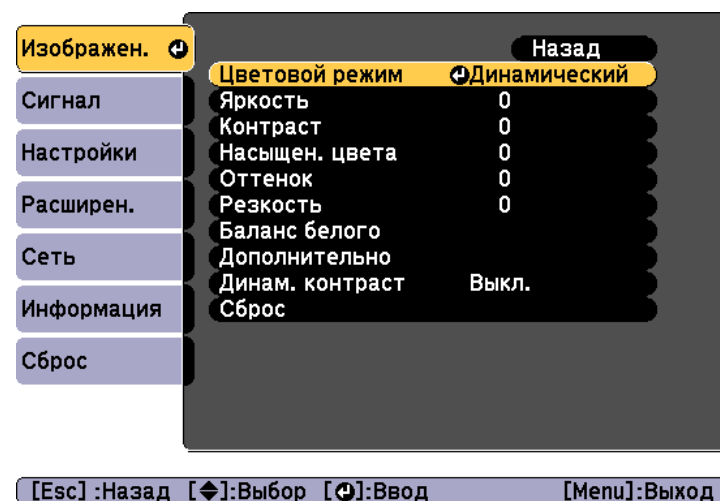 Изображен.
Сигнал
Настройки
Расширен.
Сеть
Информация
Сброс
Назад
Цветовой режим Динамический
Яркость 0
Контраст 0
Насыщен. цвета 0
Оттенок 0
Резкость 0
Баланс белого
Дополнительно
Динам. контраст Выкл.
Сброс
[Esc] :Назад [◆]:Выбор [↵]:Ввод [Menu]:Выход